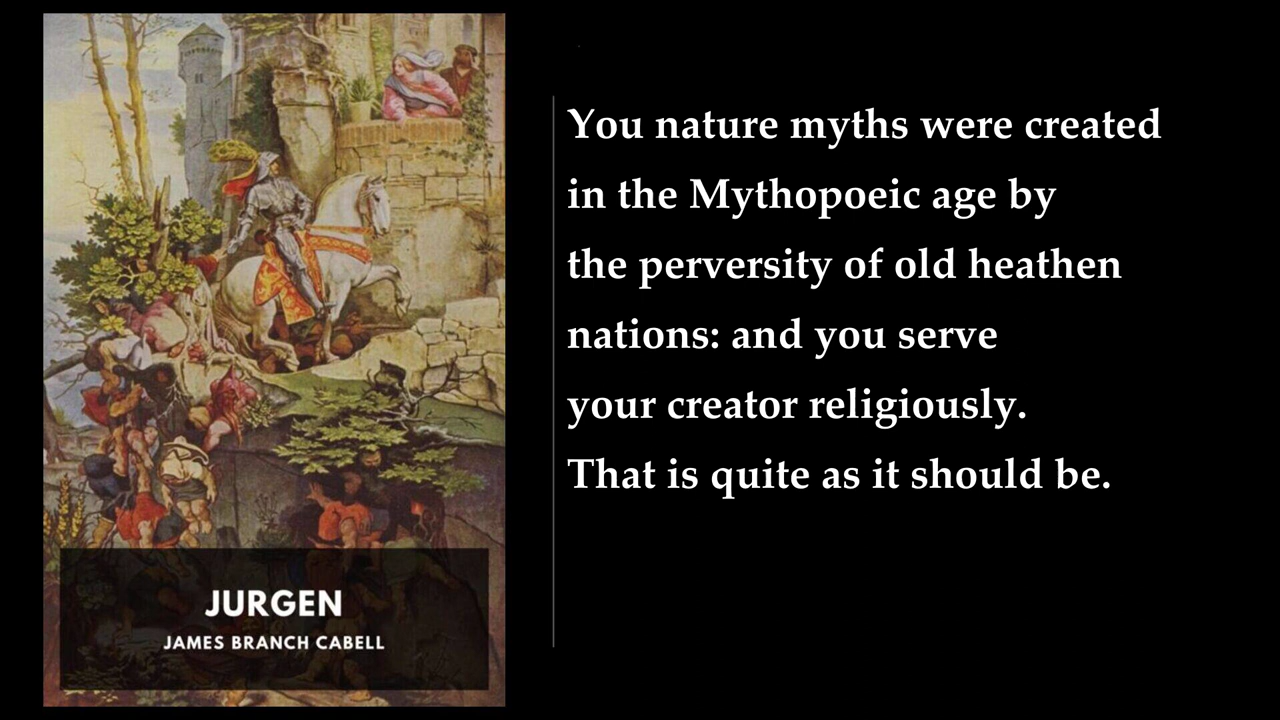 You nature myths were created
in the Mythopoeic age by
the perversity of old heathen
nations: and you serve
your creator religiously.
That is quite as it should be.
JURGEN
JAMES BRANCH CABELL